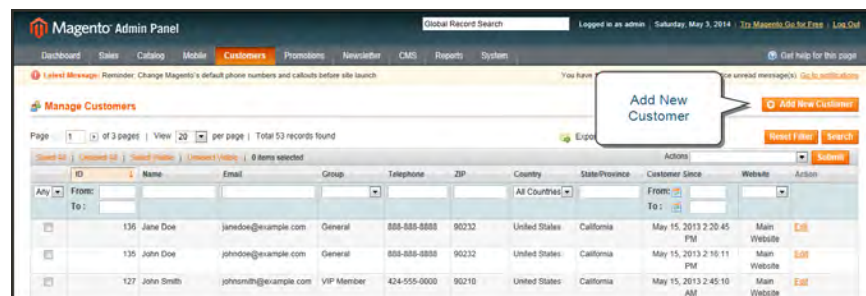 Magento Admin Panel
Global Record Search
Logged in as admin | Saturday, May 3, 2014 | Try Magento Go for Free | Log Out
Dashboard Sales Catalog Mobile Customers Promotions Newsletter CMS Reports System Get help for this page
Latest Message: Reminder: Change Magento's default phone numbers and callouts before site launch You have unread message(s). Go to notifications
Manage Customers
Add New Customer
Add New
Customer
Page 1 of 3 pages | View 20 per page | Total 53 records found
Reset Filter Search
Select All | Unselect All | Select Visible | Unselect Visible | 0 items selected Actions Submit
ID Name Email Group Telephone ZIP Country State/Province Customer Since Website Action
Any From: All Countries From:
To : To :
136 Jane Doe janedoe@example.com General 888-888-8888 90232 United States California May 15, 2013 2:20:45 PM Main Website Edit
135 John Doe johndoe@example.com General 888-888-8888 90232 United States California May 15, 2013 2:16:11 PM Main Website Edit
127 John Smith johnsmith@example.com VIP Member 424-555-0000 90210 United States California May 15, 2013 2:45:10 AM Main Website Edit